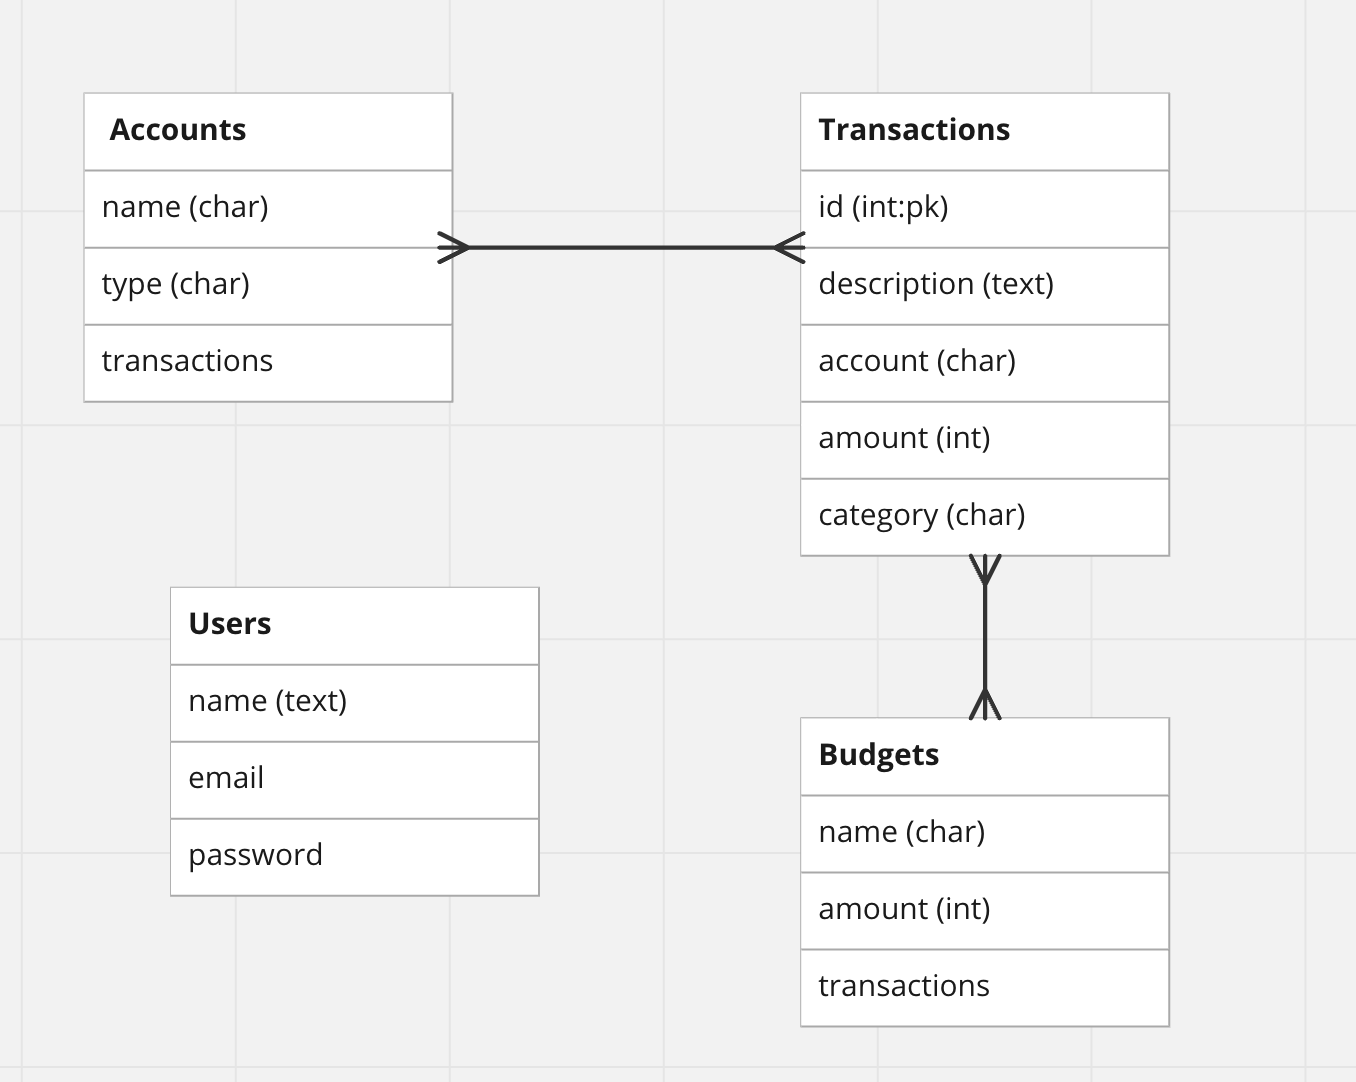 Accounts
name (char)
type (char)
transactions
Transactions
id (int:pk)
description (text)
account (char)
amount (int)
category (char)
Users
name (text)
email
password
Budgets
name (char)
amount (int)
transactions